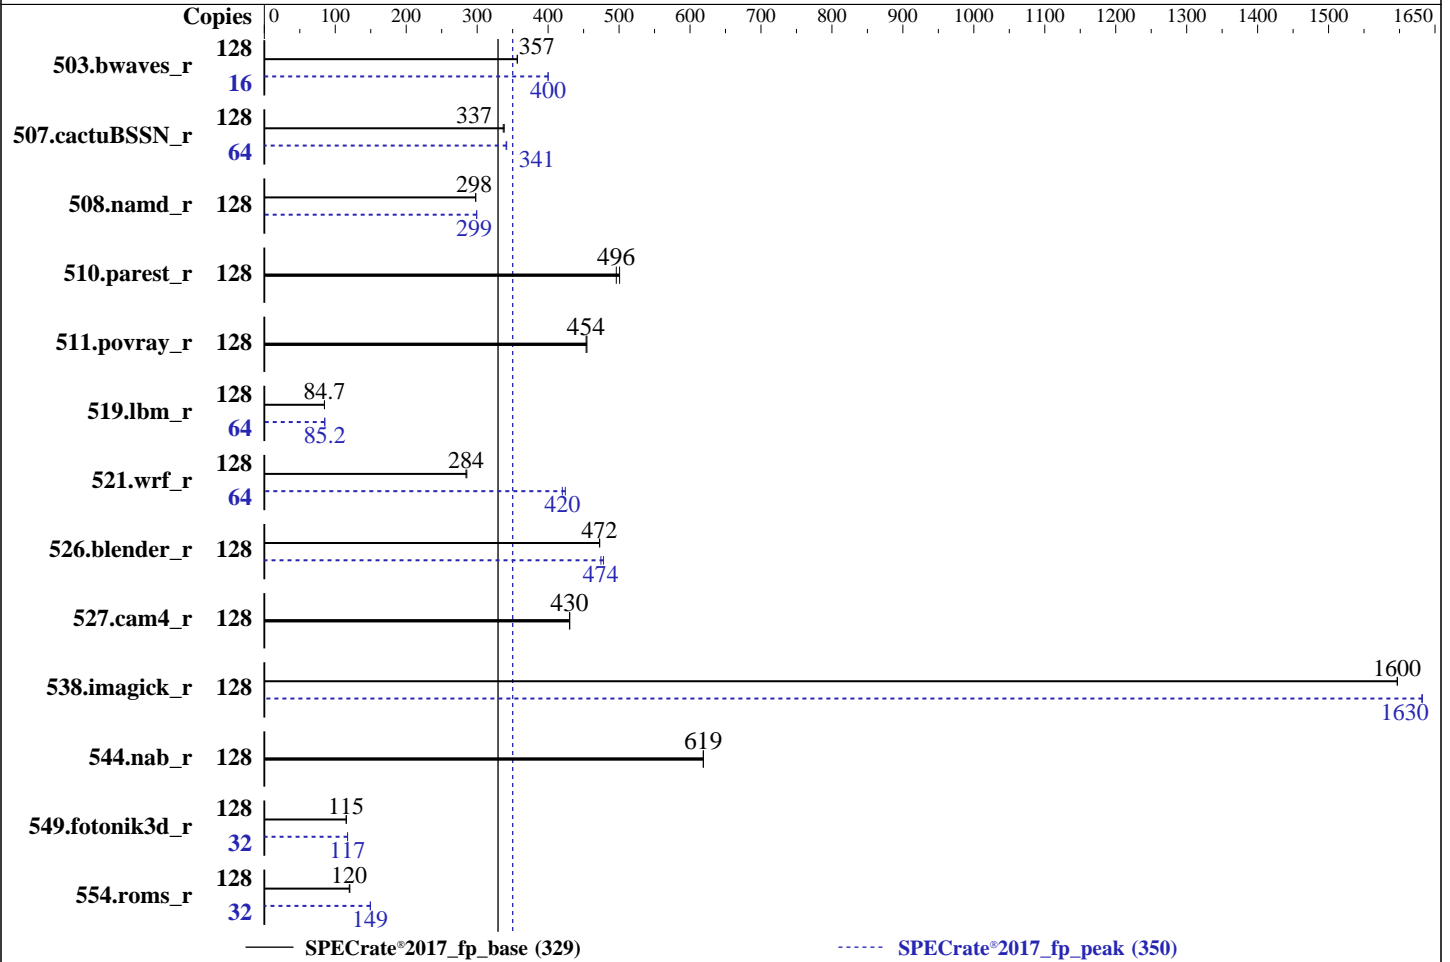 Copies 0 100 200 300 400 500 600 700 800 900 1000 1100 1200 1300 1400 1500 1650
503.bwaves_r 128 357
16 400
507.cactuBSSN_r 128 337
64 341
508.namd_r 128 298
299
510.parest_r 128 496
511.povray_r 128 454
519.lbm_r 128 84.7
64 85.2
521.wrf_r 128 284
64 420
526.blender_r 128 472
474
527.cam4_r 128 430
538.imagick_r 128 1600
1630
544.nab_r 128 619
549.fotonik3d_r 128 115
32 117
554.roms_r 128 120
32 149
SPECrate®2017_fp_base (329) SPECrate®2017_fp_peak (350)